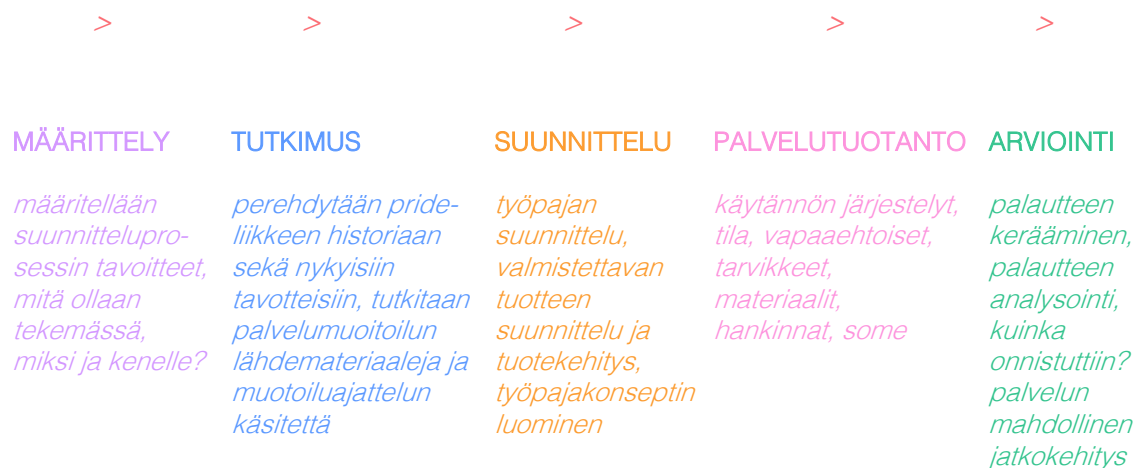 > > > > >
MÄÄRITTELY
määritellään
suunnittelupro-
sessin tavoitteet,
mitä ollaan
tekemässä,
miksi ja kenelle?
TUTKIMUS
perehdytään pride-
liikkeen historiaan
sekä nykyisiin
tavotteisiin, tutkitaan
palvelumuoitoilun
lähdemateriaaleja ja
muotoiluajattelun
käsitettä
SUUNNITTELU
työpajan
suunnittelu,
valmistettavan
tuotteen
suunnittelu ja
tuotekehitys,
työpajakonseptin
luominen
PALVELUTUOTANTO
käytännön järjestelyt,
tila, vapaaehtoiset,
tarvikkeet,
materiaalit,
hankinnat, some
ARVIOINTI
palautteen
kerääminen,
palautteen
analysointi,
kuinka
onnistuttiin?
palvelun
mahdollinen
jatkokehitys